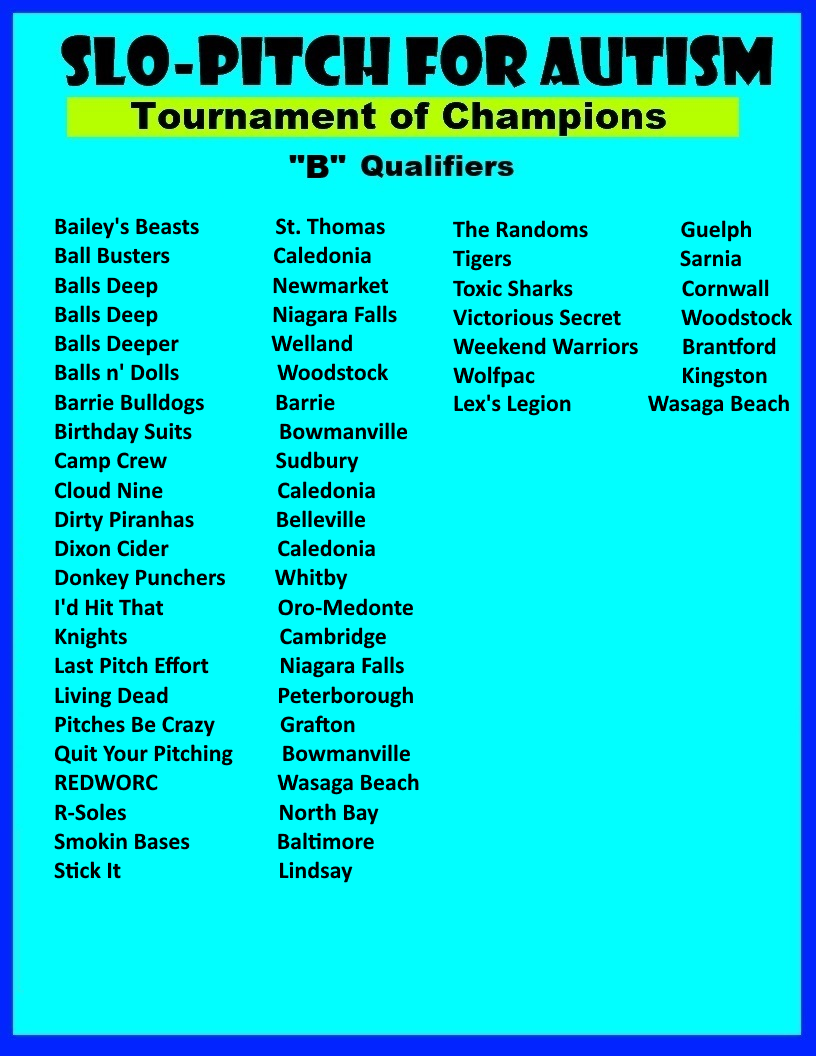 SLO-PITCH FOR AUTISM
Tournament of Champions
"B" Qualifiers
Bailey's Beasts St. Thomas
Ball Busters Caledonia
Balls Deep Newmarket
Balls Deep Niagara Falls
Balls Deeper Welland
Balls n' Dolls Woodstock
Barrie Bulldogs Barrie
Birthday Suits Bowmanville
Camp Crew Sudbury
Cloud Nine Caledonia
Dirty Piranhas Belleville
Dixon Cider Caledonia
Donkey Punchers Whitby
I'd Hit That Oro-Medonte
Knights Cambridge
Last Pitch Effort Niagara Falls
Living Dead Peterborough
Pitches Be Crazy Grafton
Quit Your Pitching Bowmanville
REDWORC Wasaga Beach
R-Soles North Bay
Smokin Bases Baltimore
Stick It Lindsay
The Randoms Guelph
Tigers Sarnia
Toxic Sharks Cornwall
Victorious Secret Woodstock
Weekend Warriors Brantford
Wolfpac Kingston
Lex's Legion Wasaga Beach